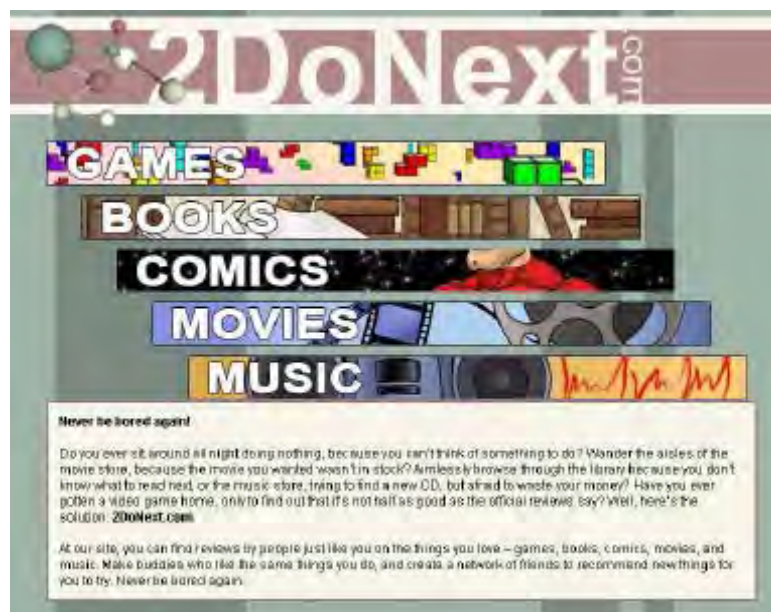 2DoNext.com
GAMES
BOOKS
COMICS
MOVIES
MUSIC
Never be bored again!
Do you ever sit around all night doing nothing, because you can't think of something to do? Wander the aisles of the
movie store, because the movie you wanted wasn't in stock? Aimlessly browse through the library because you don't
know what to read next, or the music store, trying to find a new CD, but afraid to waste your money? Have you ever
gotten a video game home, only to find out that it's not half as good as the official reviews say? Well, here's the
solution: 2DoNext.com.
At our site, you can find reviews by people just like you on the things you love – games, books, comics, movies, and
music. Make buddies who like the same things you do, and create a network of friends to recommend new things for
you to try. Never be bored again.